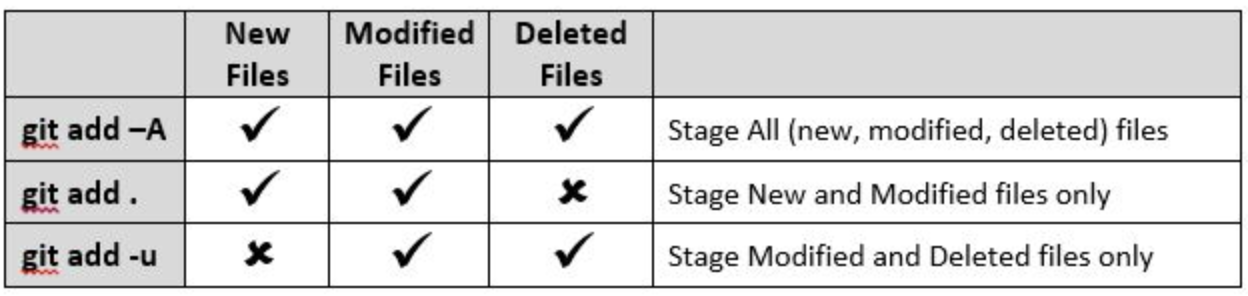 New Files Modified Files Deleted Files
git add –A ✓ ✓ ✓ Stage All (new, modified, deleted) files
git add . ✓ ✓ ✘ Stage New and Modified files only
git add -u ✘ ✓ ✓ Stage Modified and Deleted files only